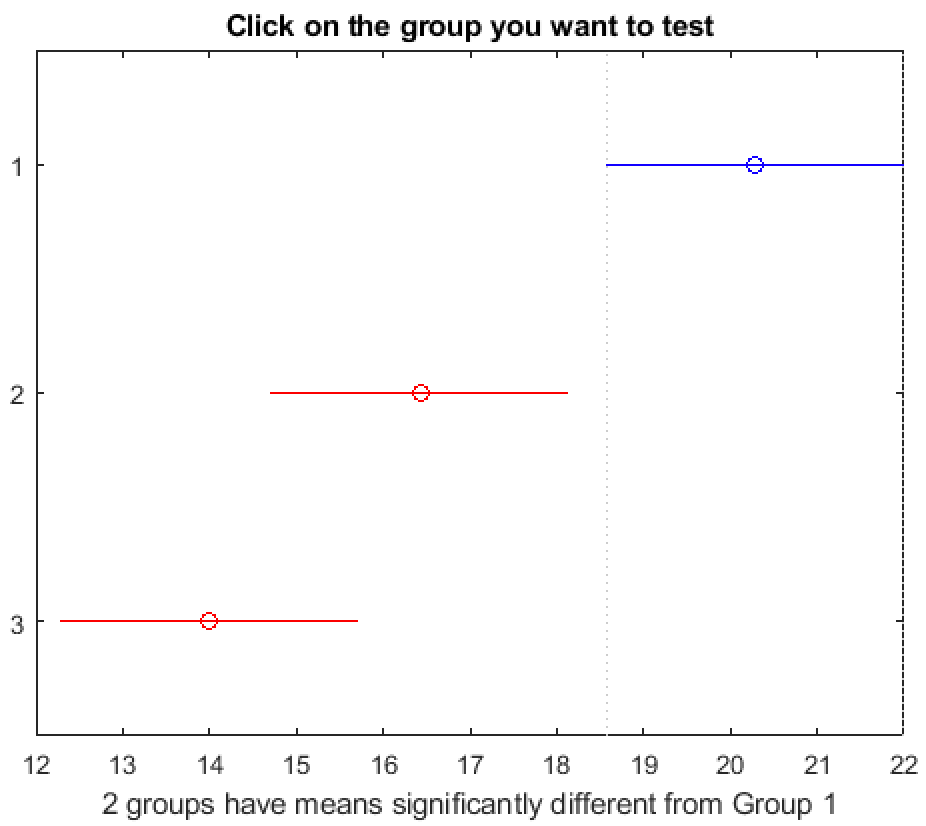 Click on the group you want to test
1
2
3
12 13 14 15 16 17 18 19 20 21 22
2 groups have means significantly different from Group 1